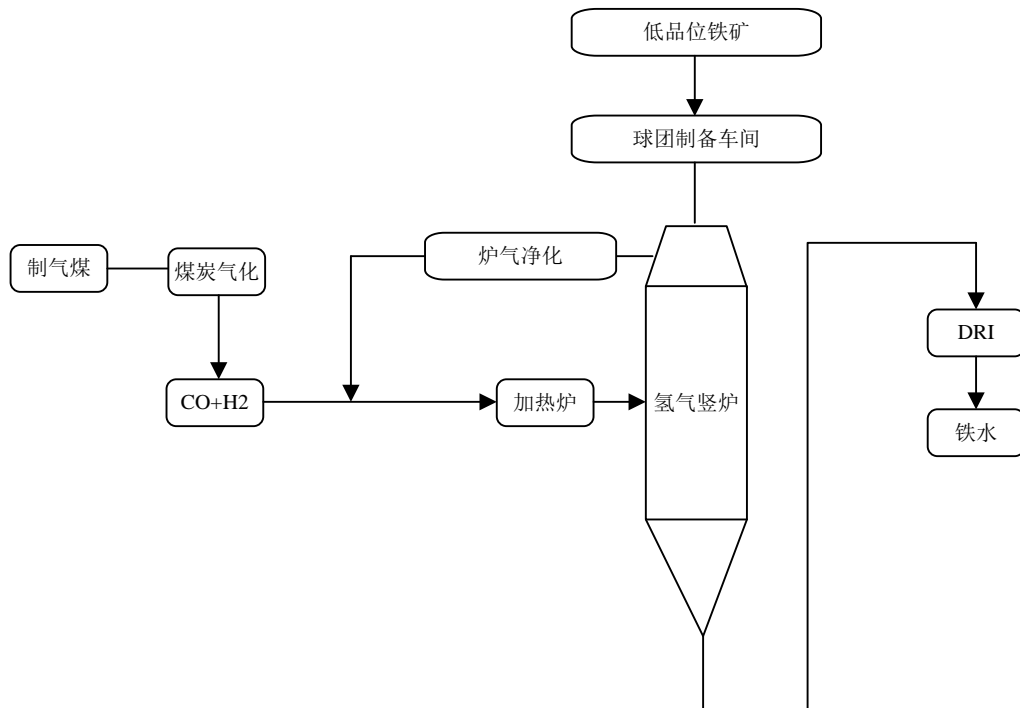 低品位铁矿
球团制备车间
炉气净化
制气煤
煤炭气化
DRI
CO+H2
加热炉
氢气竖炉
铁水